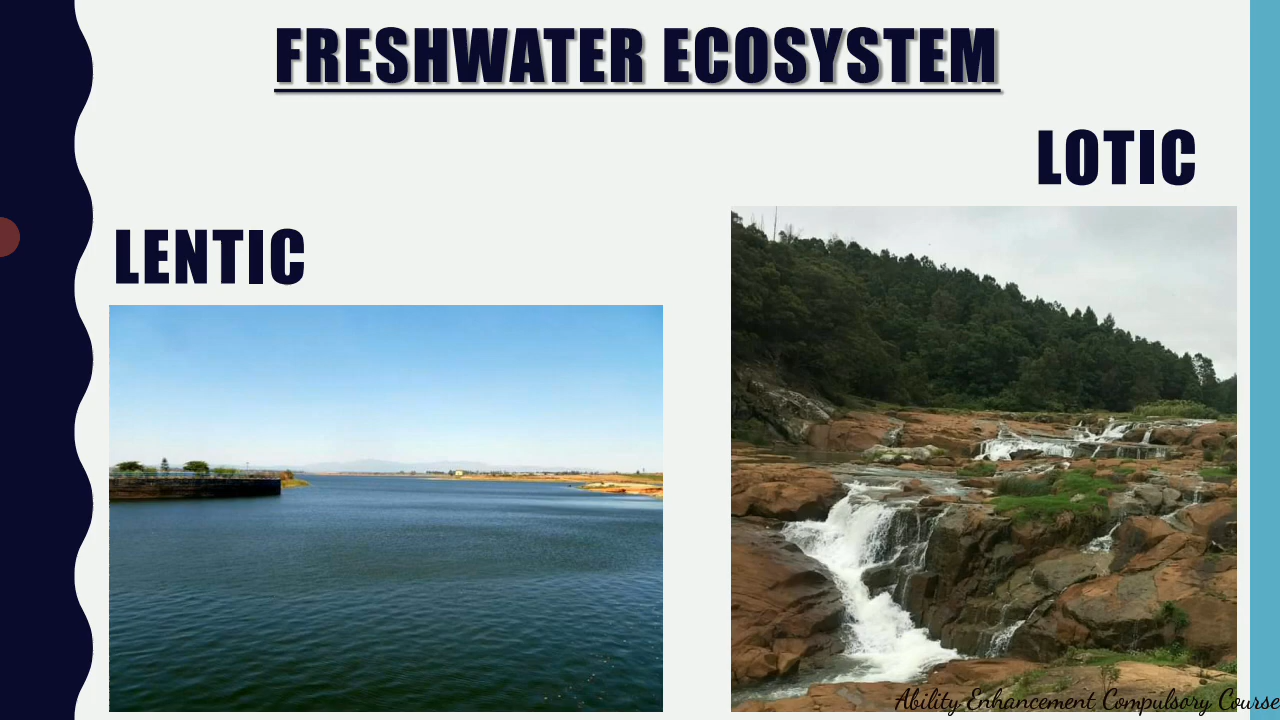 FRESHWATER ECOSYSTEM
LOTIC
LENTIC
Ability Enhancement Compulsory Course